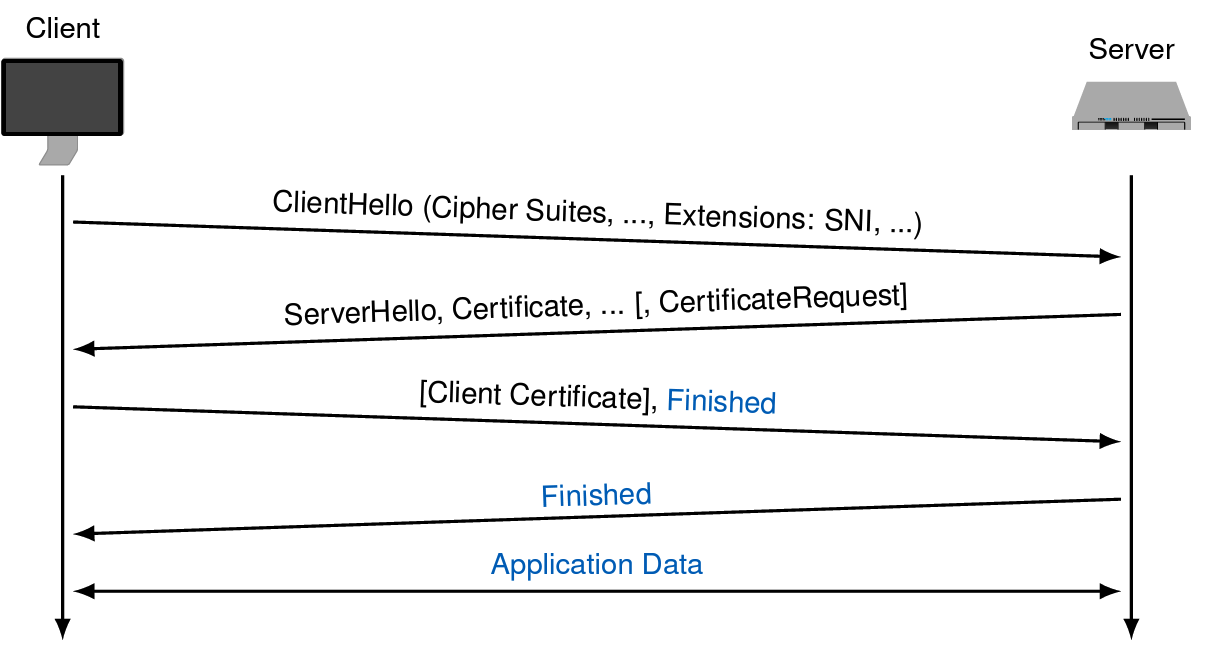 Client
Server
ClientHello (Cipher Suites, ..., Extensions: SNI, ...)
ServerHello, Certificate, ... [, CertificateRequest]
[Client Certificate], Finished
Finished
Application Data